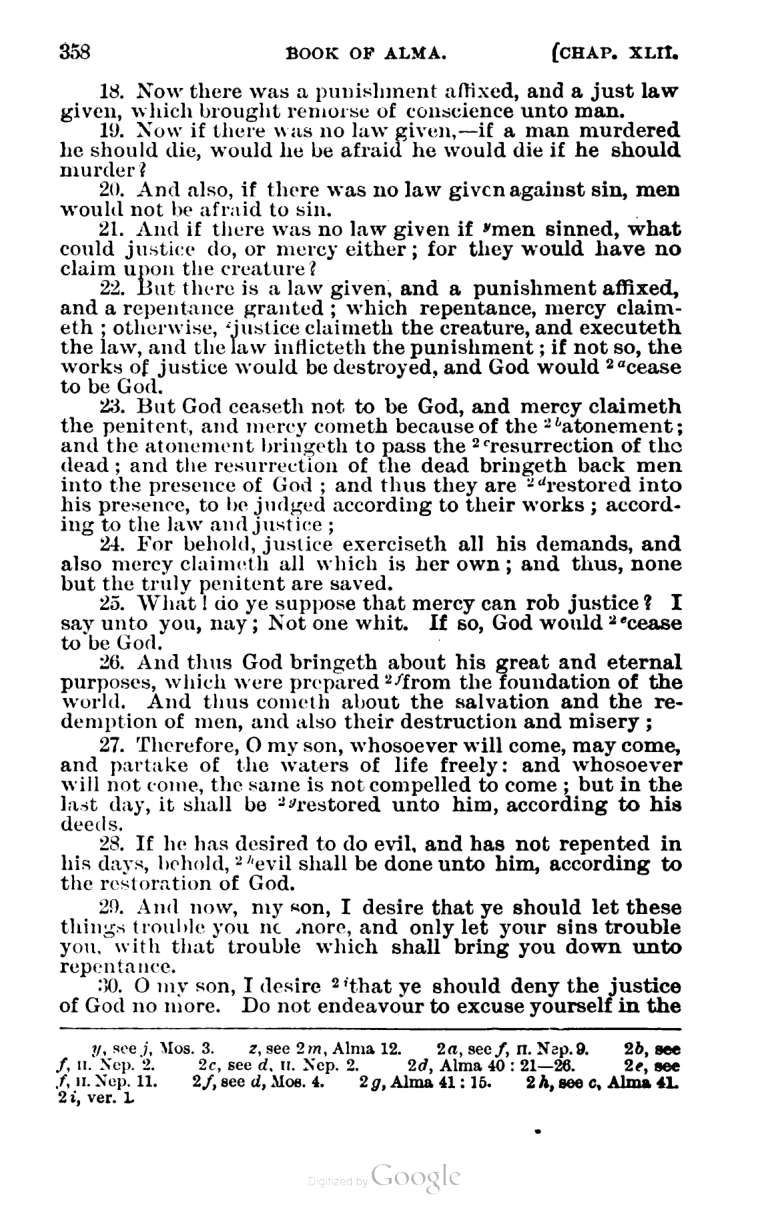 358 BOOK OF ALMA. (CHAP. XLII.
18. Now there was a punishment affixed, and a just law
given, which brought remorse of conscience unto man.
19. Now if there was no law given,—if a man murdered
he should die, would he be afraid he would die if he should
murder?
20. And also, if there was no law given against sin, men
would not be afraid to sin.
21. And if there was no law given if ʸmen sinned, what
could justice do, or mercy either; for they would have no
claim upon the creature?
22. But there is a law given, and a punishment affixed,
and a repentance granted; which repentance, mercy claim-
eth; otherwise, ᶻjustice claimeth the creature, and executeth
the law, and the law inflicteth the punishment; if not so, the
works of justice would be destroyed, and God would ²ᵃcease
to be God.
23. But God ceaseth not to be God, and mercy claimeth
the penitent, and mercy cometh because of the ²ᵇatonement;
and the atonement bringeth to pass the ²ᶜresurrection of the
dead; and the resurrection of the dead bringeth back men
into the presence of God; and thus they are ²ᵈrestored into
his presence, to be judged according to their works; accord-
ing to the law and justice;
24. For behold, justice exerciseth all his demands, and
also mercy claimeth all which is her own; and thus, none
but the truly penitent are saved.
25. What! do ye suppose that mercy can rob justice? I
say unto you, nay; Not one whit. If so, God would ²ᵉcease
to be God.
26. And thus God bringeth about his great and eternal
purposes, which were prepared ²ᶠfrom the foundation of the
world. And thus cometh about the salvation and the re-
demption of men, and also their destruction and misery;
27. Therefore, O my son, whosoever will come, may come,
and partake of the waters of life freely: and whosoever
will not come, the same is not compelled to come; but in the
last day, it shall be ²ᵍrestored unto him, according to his
deeds.
28. If he has desired to do evil, and has not repented in
his days, behold, ²ʰevil shall be done unto him, according to
the restoration of God.
29. And now, my son, I desire that ye should let these
things trouble you no more, and only let your sins trouble
you, with that trouble which shall bring you down unto
repentance.
30. O my son, I desire ²ⁱthat ye should deny the justice
of God no more. Do not endeavour to excuse yourself in the
y, see j, Mos. 3. z, see 2m, Alma 12. 2a, see f, II. Nep. 9. 2b, see
f, II. Nep. 2. 2c, see d, II. Nep. 2. 2d, Alma 40 : 21—26. 2e, see
f, II. Nep. 11. 2f, see d, Mos. 4. 2g, Alma 41 : 15. 2h, see c, Alma 41.
2i, ver. 1.
Digitized by Google